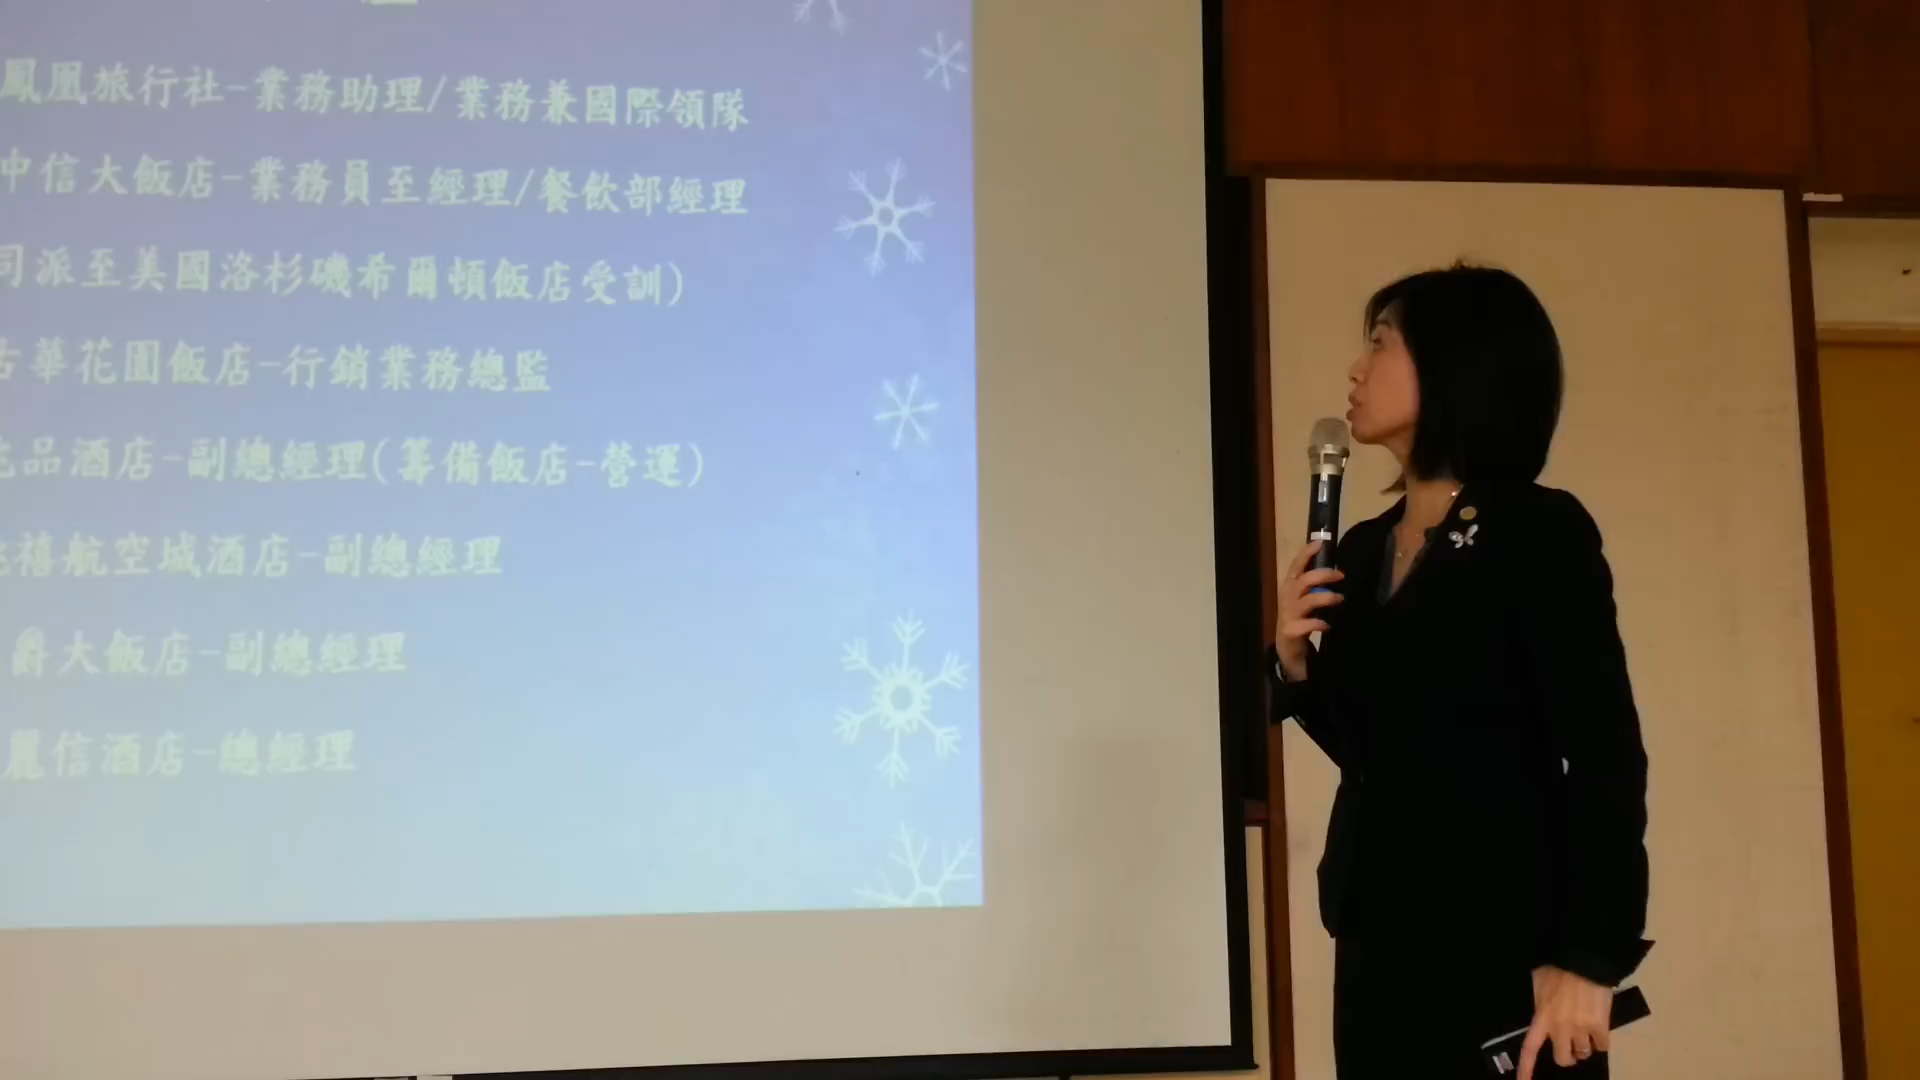 鳳凰旅行社-業務助理/業務兼國際領隊
中信大飯店-業務員至經理/餐飲部經理
司派至美國洛杉磯希爾頓飯店受訓)
古華花園飯店-行銷業務總監
品酒店-副總經理(籌備飯店-營運)
禧航空城酒店-副總經理
爵大飯店-副總經理
麗信酒店-總經理